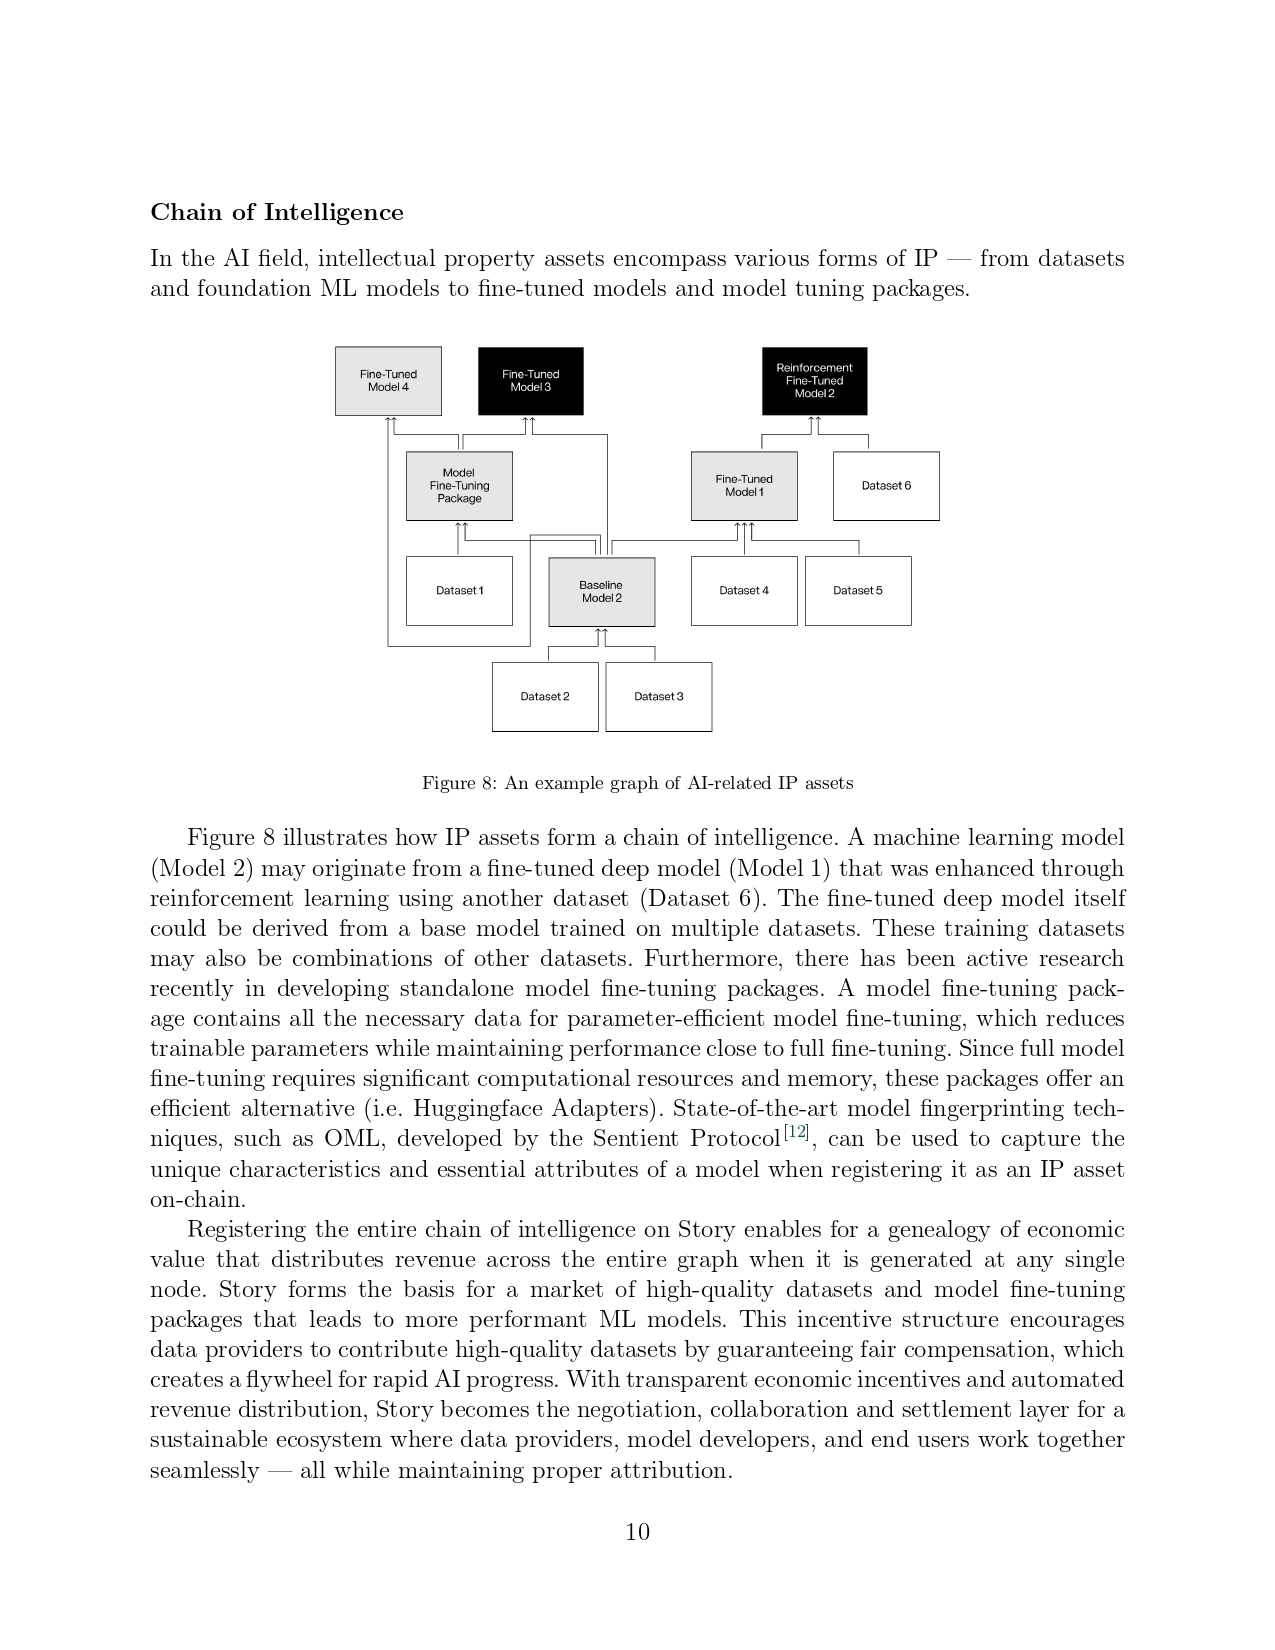 Chain of Intelligence
In the AI field, intellectual property assets encompass various forms of IP — from datasets
and foundation ML models to fine-tuned models and model tuning packages.
Fine-Tuned
Model 4
Fine-Tuned
Model 3
Reinforcement
Fine-Tuned
Model 2
Model
Fine-Tuning
Package
Fine-Tuned
Model 1
Dataset 6
Dataset 1
Baseline
Model 2
Dataset 4
Dataset 5
Dataset 2
Dataset 3
Figure 8: An example graph of AI-related IP assets
Figure 8 illustrates how IP assets form a chain of intelligence. A machine learning model
(Model 2) may originate from a fine-tuned deep model (Model 1) that was enhanced through
reinforcement learning using another dataset (Dataset 6). The fine-tuned deep model itself
could be derived from a base model trained on multiple datasets. These training datasets
may also be combinations of other datasets. Furthermore, there has been active research
recently in developing standalone model fine-tuning packages. A model fine-tuning pack-
age contains all the necessary data for parameter-efficient model fine-tuning, which reduces
trainable parameters while maintaining performance close to full fine-tuning. Since full model
fine-tuning requires significant computational resources and memory, these packages offer an
efficient alternative (i.e. Huggingface Adapters). State-of-the-art model fingerprinting tech-
niques, such as OML, developed by the Sentient Protocol[12], can be used to capture the
unique characteristics and essential attributes of a model when registering it as an IP asset
on-chain.
Registering the entire chain of intelligence on Story enables for a genealogy of economic
value that distributes revenue across the entire graph when it is generated at any single
node. Story forms the basis for a market of high-quality datasets and model fine-tuning
packages that leads to more performant ML models. This incentive structure encourages
data providers to contribute high-quality datasets by guaranteeing fair compensation, which
creates a flywheel for rapid AI progress. With transparent economic incentives and automated
revenue distribution, Story becomes the negotiation, collaboration and settlement layer for a
sustainable ecosystem where data providers, model developers, and end users work together
seamlessly — all while maintaining proper attribution.
10